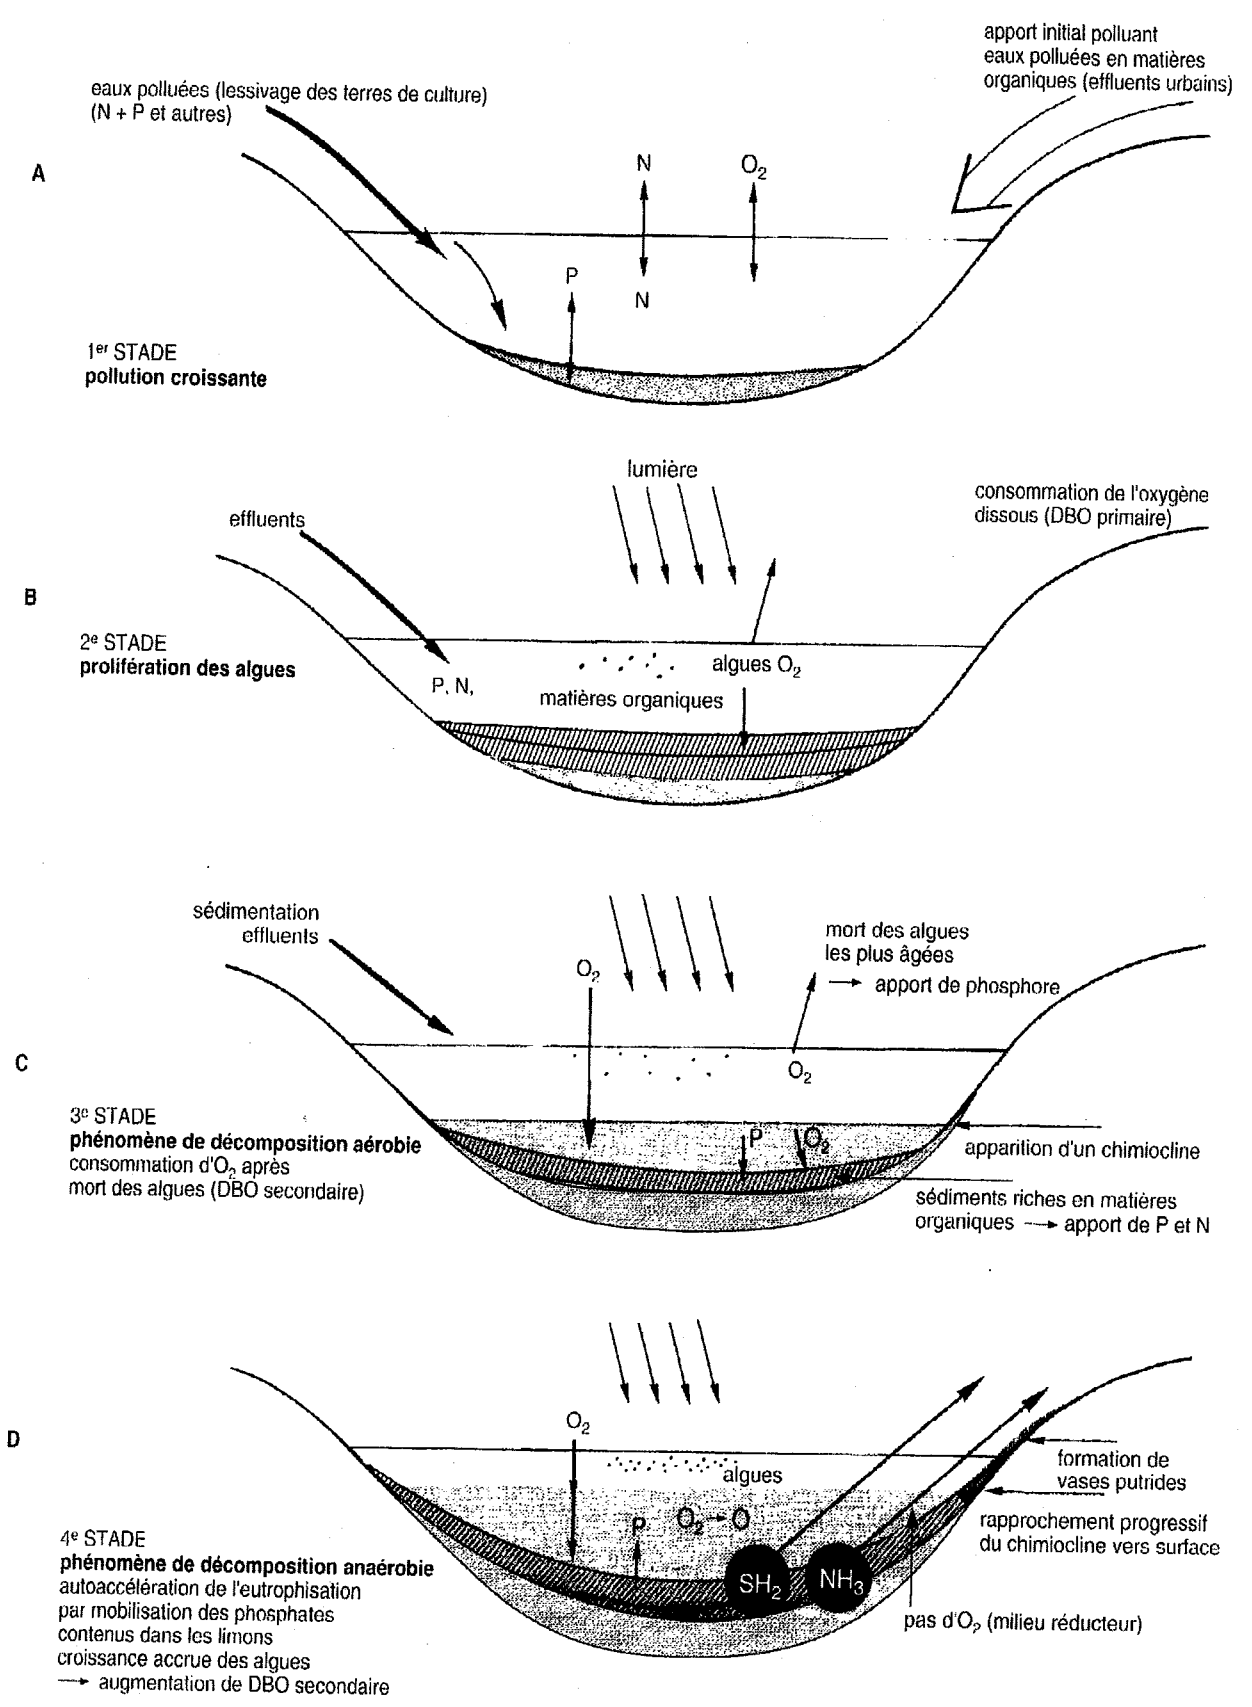 apport initial polluant
eaux polluées en matières
organiques (effluents urbains)
eaux polluées (lessivage des terres de culture)
(N + P et autres)
A
N
O₂
P
N
1er STADE
pollution croissante
lumière
consommation de l'oxygène
dissous (DBO primaire)
effluents
B
2e STADE
prolifération des algues
algues O₂
P, N,
matières organiques
sédimentation
effluents
mort des algues
les plus âgées
→ apport de phosphore
O₂
C
O₂
3e STADE
phénomène de décomposition aérobie
consommation d'O₂ après
mort des algues (DBO secondaire)
P
O₂
apparition d'un chimiocline
sédiments riches en matières
organiques → apport de P et N
D
O₂
algues
formation de
vases putrides
P
O₂ → O
rapprochement progressif
du chimiocline vers surface
4e STADE
phénomène de décomposition anaérobie
autoaccélération de l'eutrophisation
par mobilisation des phosphates
contenus dans les limons
croissance accrue des algues
→ augmentation de DBO secondaire
SH₂
NH₃
pas d'O₂ (milieu réducteur)